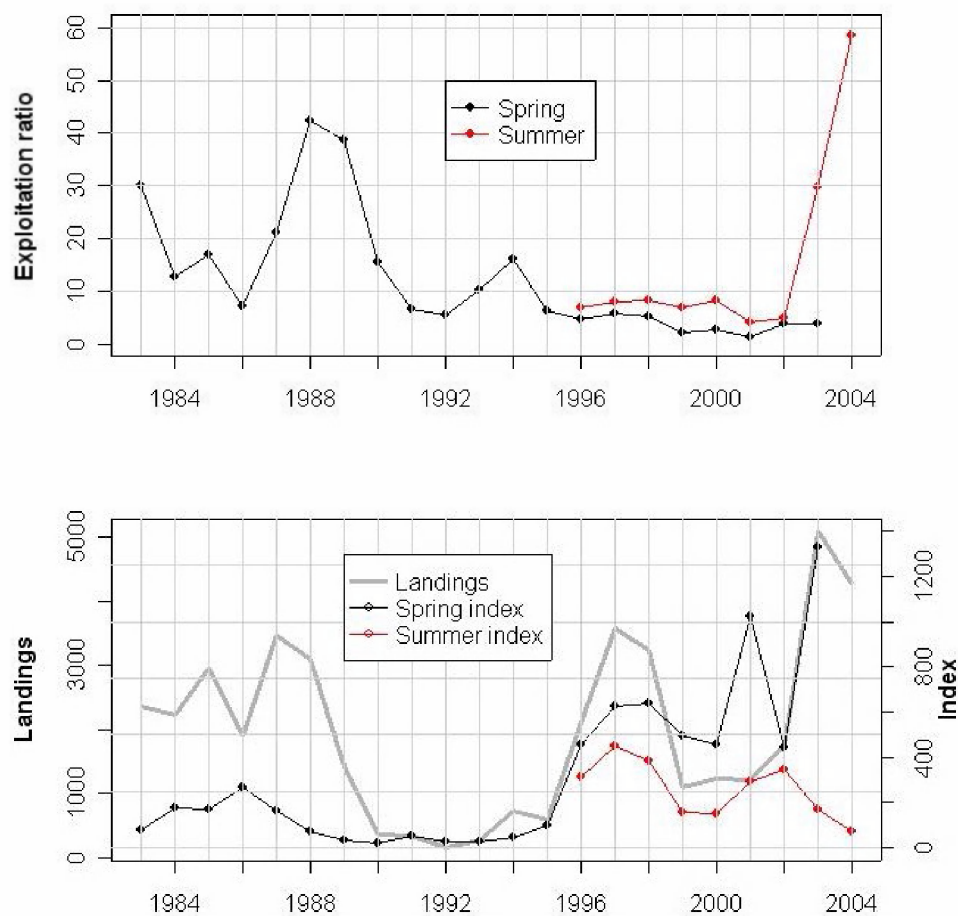 Exploitation ratio
60
50
40
30
20
10
0
Spring
Summer
1984 1988 1992 1996 2000 2004
Landings
5000
3000
1000
0
Landings
Spring index
Summer index
Index
1200
800
400
0
1984 1988 1992 1996 2000 2004